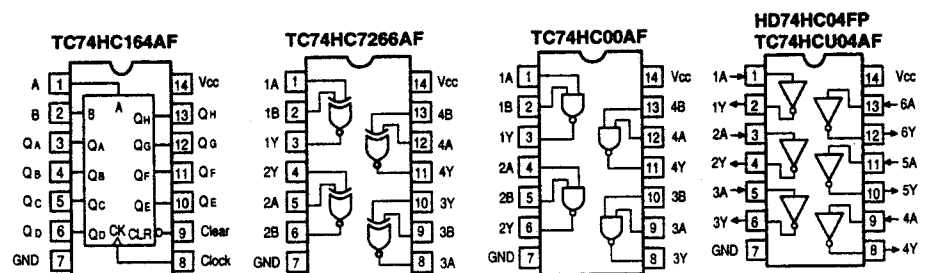 TC74HC164AF
A 1 A 14 Vcc
B 2 B QH 13 QH
QA 3 QA QG 12 QG
QB 4 QB QF 11 QF
QC 5 QC QE 10 QE
QD 6 QD CK CLR 9 Clear
GND 7 8 Clock
TC74HC7266AF
1A 1 14 Vcc
1B 2 13 4B
1Y 3 12 4A
2Y 4 11 4Y
2A 5 10 3Y
2B 6 9 3B
GND 7 8 3A
TC74HC00AF
1A 1 14 Vcc
1B 2 13 4B
1Y 3 12 4A
2A 4 11 4Y
2B 5 10 3B
2Y 6 9 3A
GND 7 8 3Y
HD74HC04FP
TC74HCU04AF
1A 1 14 Vcc
1Y 2 13 6A
2A 3 12 6Y
2Y 4 11 5A
3A 5 10 5Y
3Y 6 9 4A
GND 7 8 4Y